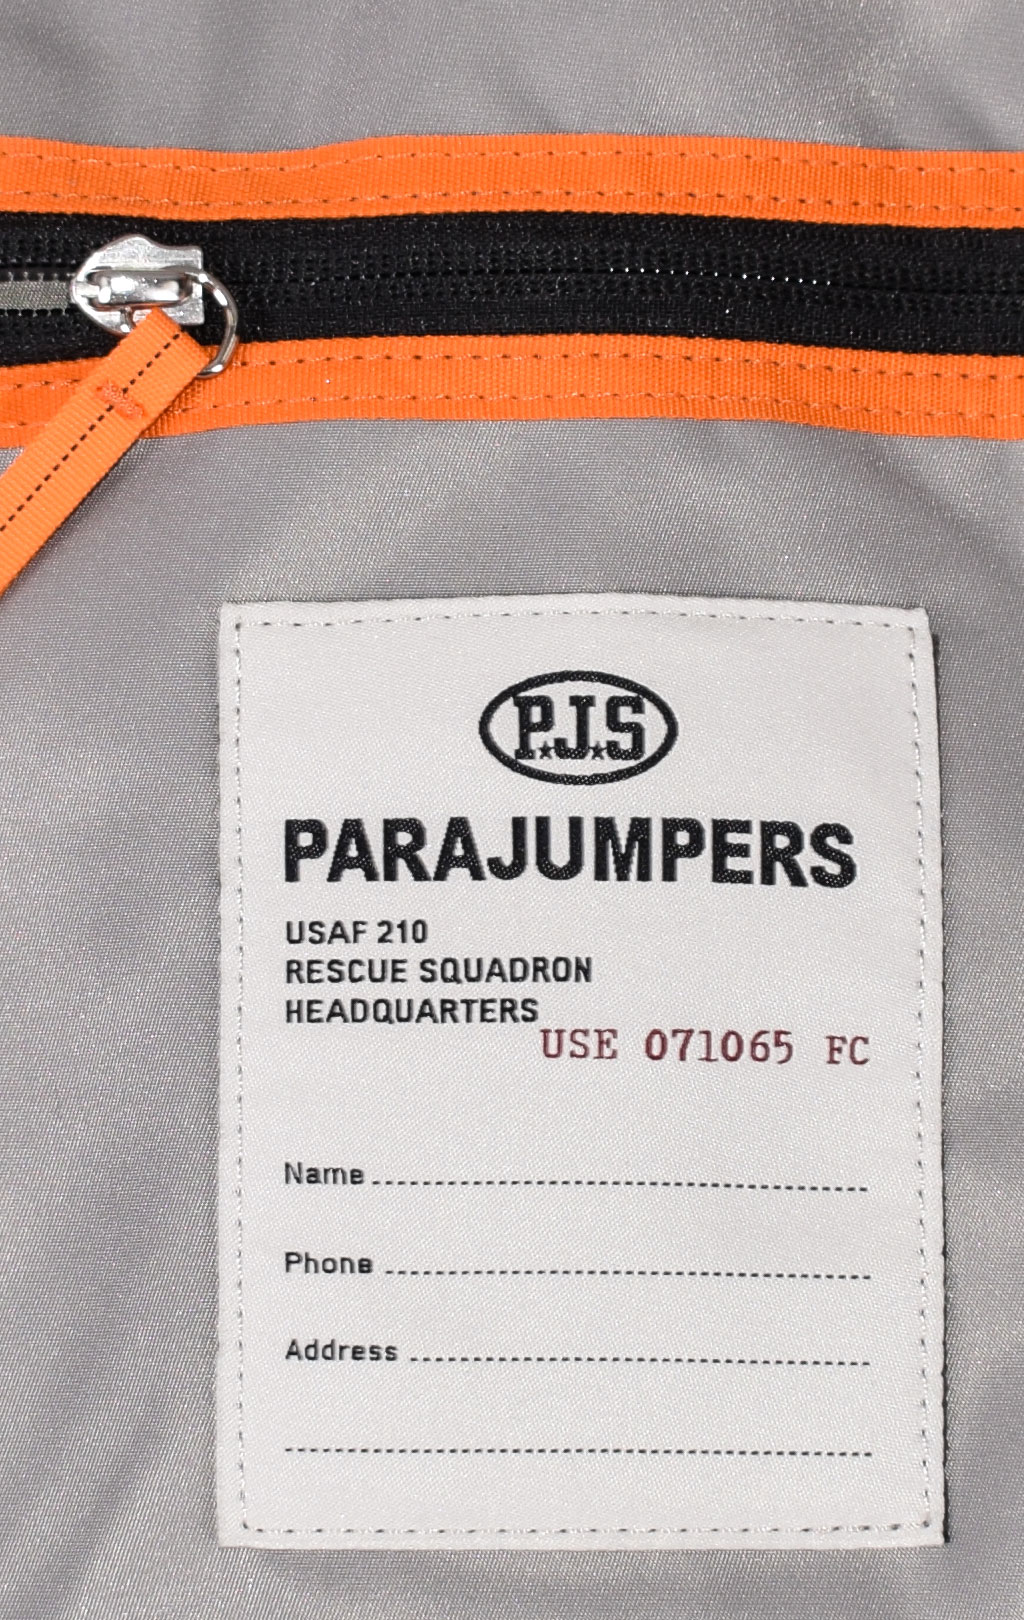 P.J.S
PARAJUMPERS
USAF 210
RESCUE SQUADRON
HEADQUARTERS
USE 071065 FC
Name
Phone
Address